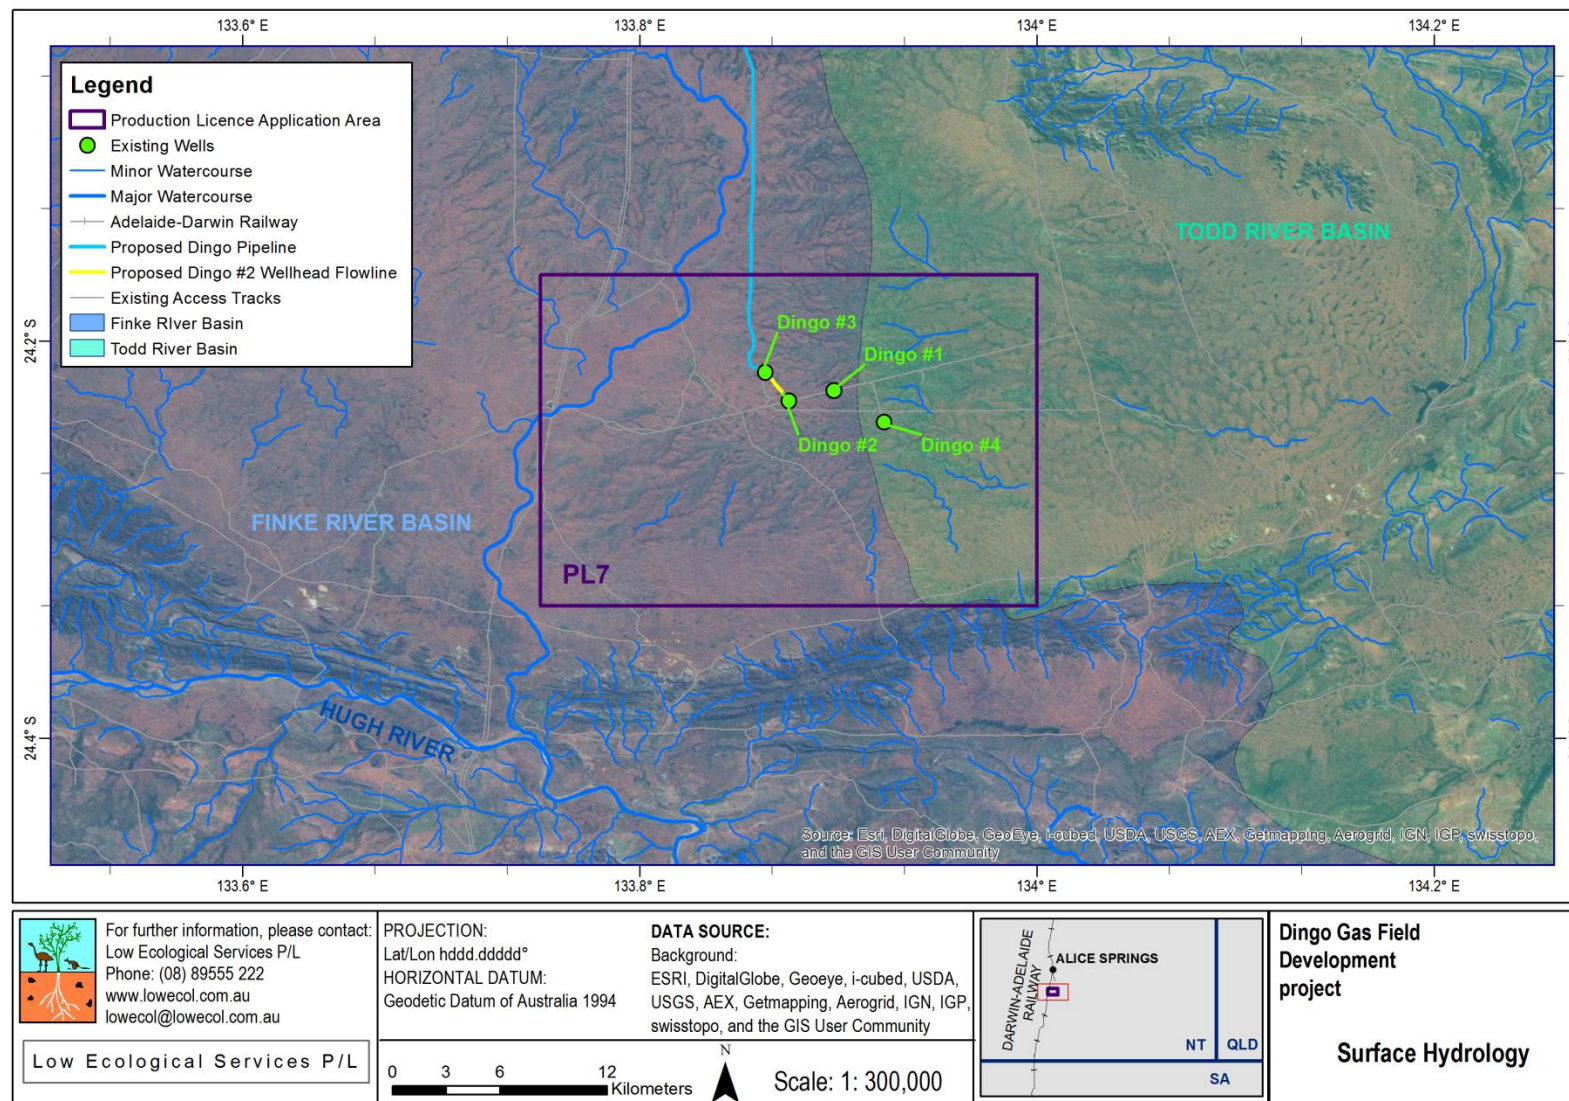 133.6° E
133.8° E
134° E
134.2° E
Legend
Production Licence Application Area
Existing Wells
Minor Watercourse
Major Watercourse
Adelaide-Darwin Railway
Proposed Dingo Pipeline
Proposed Dingo #2 Wellhead Flowline
Existing Access Tracks
Finke RIver Basin
Todd River Basin
TODD RIVER BASIN
24.2° S
Dingo #3
Dingo #1
Dingo #2
Dingo #4
FINKE RIVER BASIN
PL7
HUGH RIVER
24.4° S
Source: Esri, DigitalGlobe, GeoEye, i-cubed, USDA, USGS, AEX, Getmapping, Aerogrid, IGN, IGP, swisstopo,
and the GIS User Community
133.6° E
133.8° E
134° E
134.2° E
For further information, please contact:
Low Ecological Services P/L
Phone: (08) 89555 222
www.lowecol.com.au
lowecol@lowecol.com.au
Low Ecological Services P/L
PROJECTION:
Lat/Lon hddd.ddddd°
HORIZONTAL DATUM:
Geodetic Datum of Australia 1994
DATA SOURCE:
Background:
ESRI, DigitalGlobe, Geoeye, i-cubed, USDA,
USGS, AEX, Getmapping, Aerogrid, IGN, IGP,
swisstopo, and the GIS User Community
0 3 6 12
Kilometers
N
Scale: 1: 300,000
DARWIN-ADELAIDE
RAILWAY
ALICE SPRINGS
NT
QLD
SA
Dingo Gas Field
Development
project
Surface Hydrology